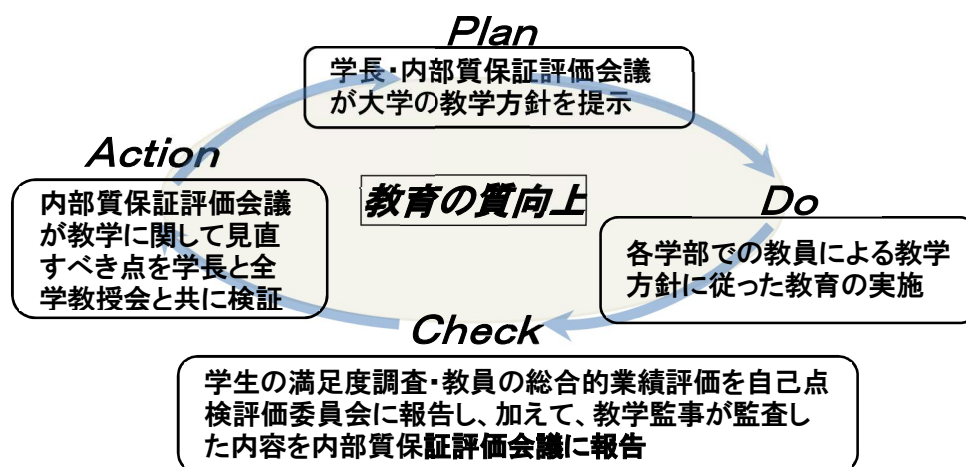 Plan
学長・内部質保証評価会議
が大学の教学方針を提示
Action
内部質保証評価会議
が教学に関して見直
すべき点を学長と全
学教授会と共に検証
教育の質向上
Do
各学部での教員による教学
方針に従った教育の実施
Check
学生の満足度調査・教員の総合的業績評価を自己点
検評価委員会に報告し、加えて、教学監事が監査し
た内容を内部質保証評価会議に報告